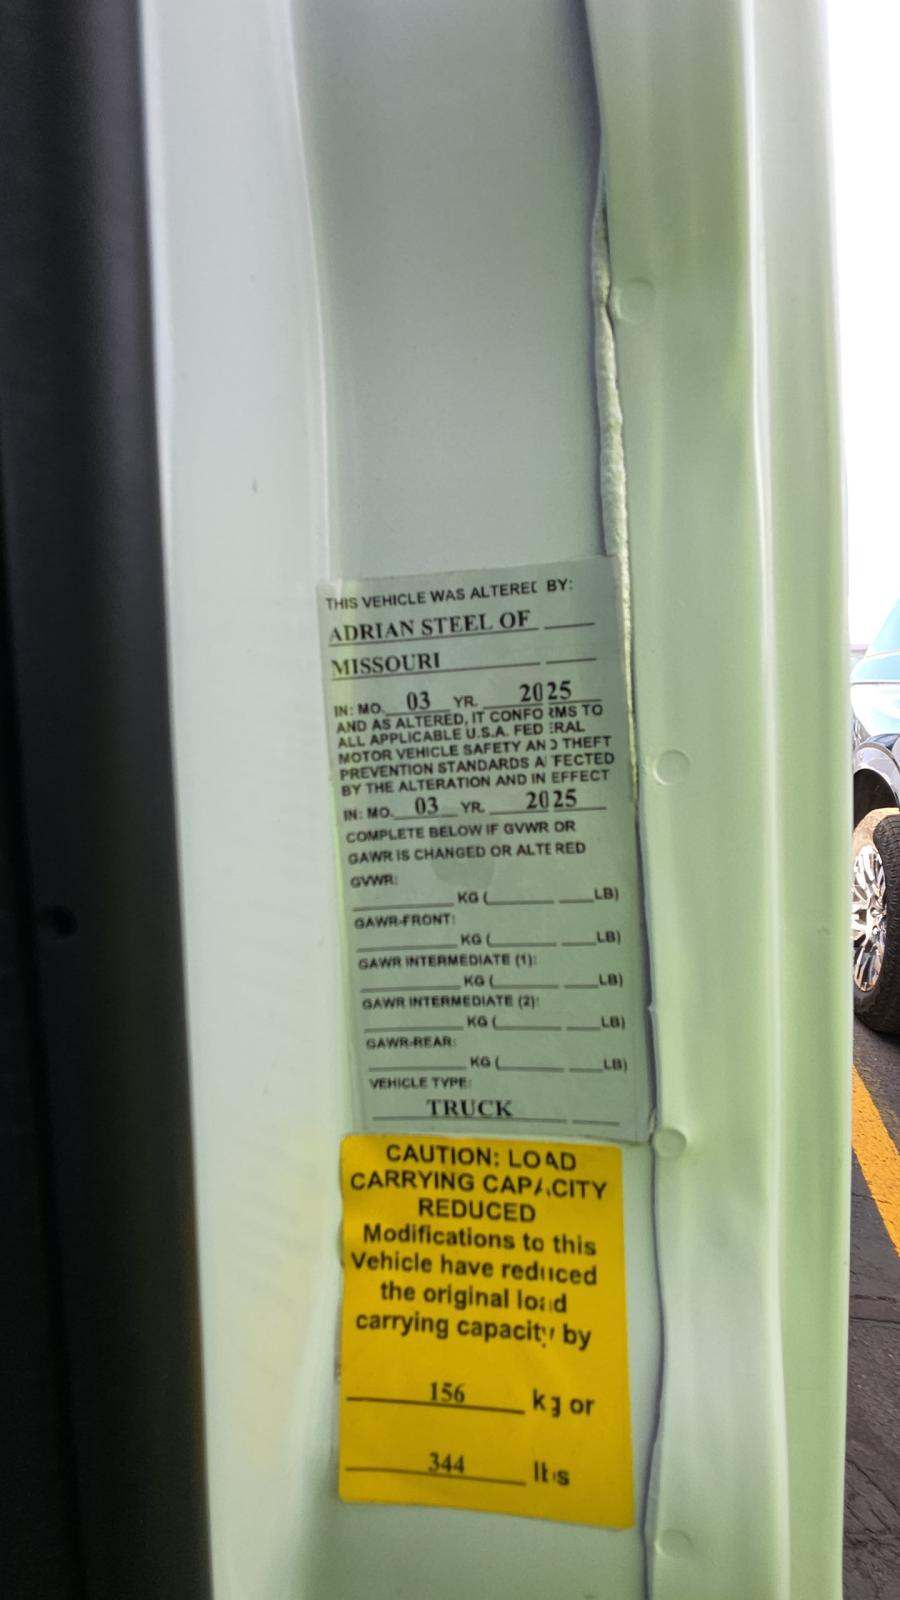 THIS VEHICLE WAS ALTERED BY:
ADRIAN STEEL OF
MISSOURI
IN: MO. 03 YR. 2025
AND AS ALTERED, IT CONFORMS TO
ALL APPLICABLE U.S.A. FEDERAL
MOTOR VEHICLE SAFETY AND THEFT
PREVENTION STANDARDS AFFECTED
BY THE ALTERATION AND IN EFFECT
IN: MO. 03 YR. 2025
COMPLETE BELOW IF GVWR OR
GAWR IS CHANGED OR ALTERED
GVWR:
KG ( LB)
GAWR-FRONT:
KG ( LB)
GAWR INTERMEDIATE (1):
KG ( LB)
GAWR INTERMEDIATE (2):
KG ( LB)
GAWR-REAR:
KG ( LB)
VEHICLE TYPE:
TRUCK
CAUTION: LOAD
CARRYING CAPACITY
REDUCED
Modifications to this
Vehicle have reduced
the original load
carrying capacity by
156 kg or
344 lbs